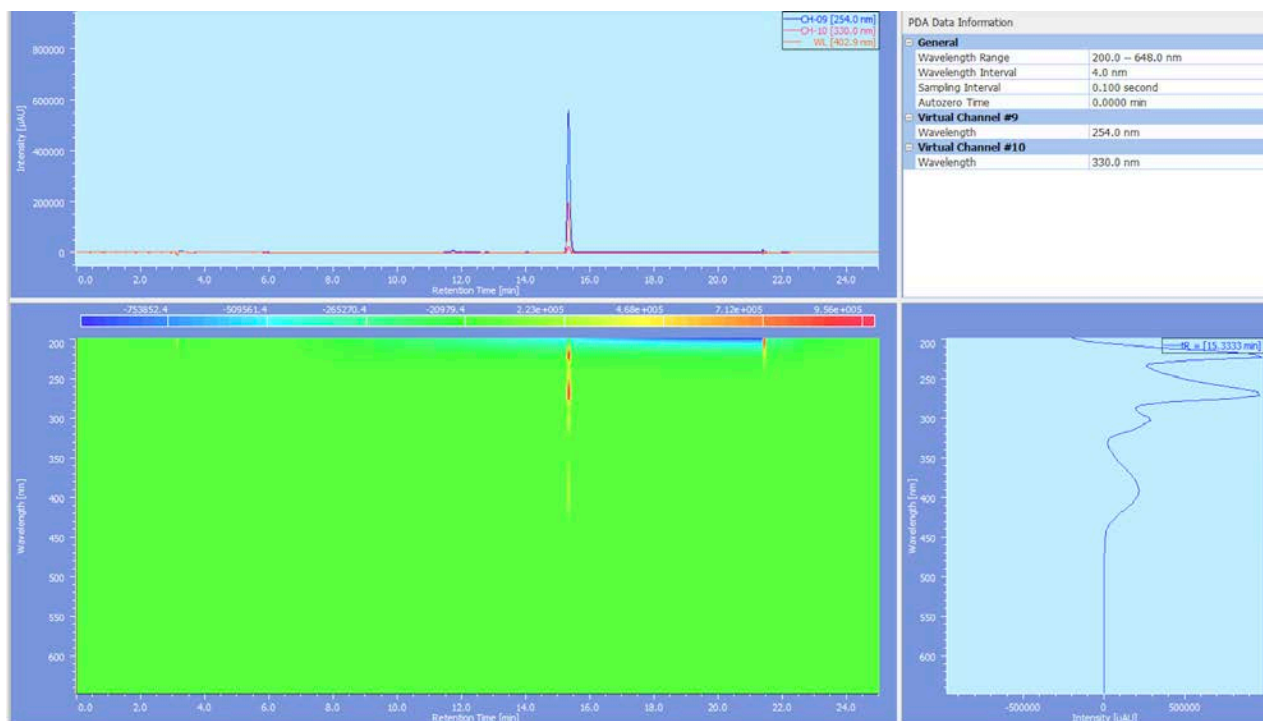 CH-09 [254.0 nm]
CH-10 [330.0 nm]
WL [402.9 nm]
Intensity [µAU]
800000
600000
400000
200000
0
0.0 2.0 4.0 6.0 8.0 10.0 12.0 14.0 16.0 18.0 20.0 22.0 24.0
Retention Time [min]
PDA Data Information
General
Wavelength Range 200.0 – 648.0 nm
Wavelength Interval 4.0 nm
Sampling Interval 0.100 second
Autozero Time 0.0000 min
Virtual Channel #9
Wavelength 254.0 nm
Virtual Channel #10
Wavelength 330.0 nm
-753852.4 -509561.4 -265270.4 -20979.4 2.23e+005 4.68e+005 7.12e+005 9.56e+005
Wavelength [nm]
200
250
300
350
400
450
500
550
600
0.0 2.0 4.0 6.0 8.0 10.0 12.0 14.0 16.0 18.0 20.0 22.0 24.0
Retention Time [min]
tR = [15.3333 min]
Wavelength [nm]
200
250
300
350
400
450
500
550
600
-500000 0 500000
Intensity [µAU]